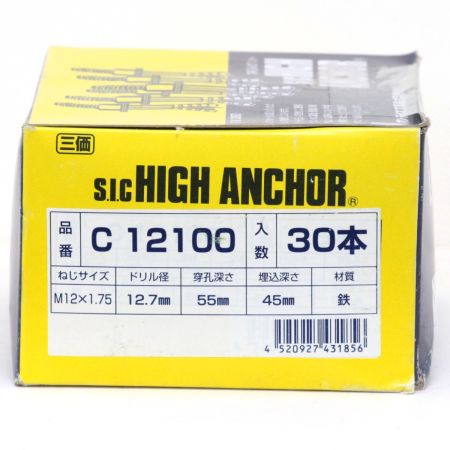 三価
S.I.C HIGH ANCHOR®
品番 C 12100 入数 30本
ねじサイズ ドリル径 穿孔深さ 埋込深さ 材質
M12×1.75 12.7mm 55mm 45mm 鉄
4 520927 431856